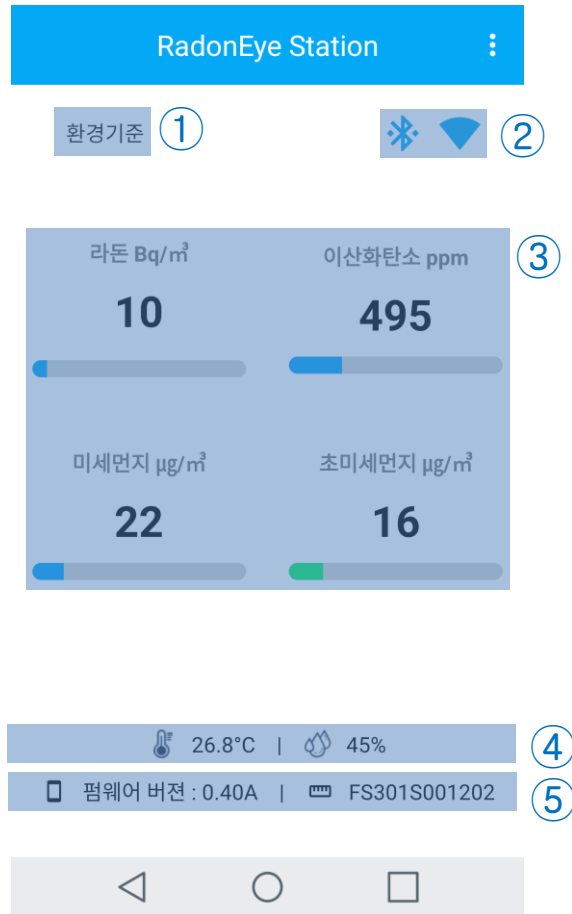 RadonEye Station
환경기준 ① ②
라돈 Bq/㎥ 이산화탄소 ppm ③
10 495
미세먼지 μg/㎥ 초미세먼지 μg/㎥
22 16
26.8°C | 45% ④
펌웨어 버젼 : 0.40A | FS301S001202 ⑤